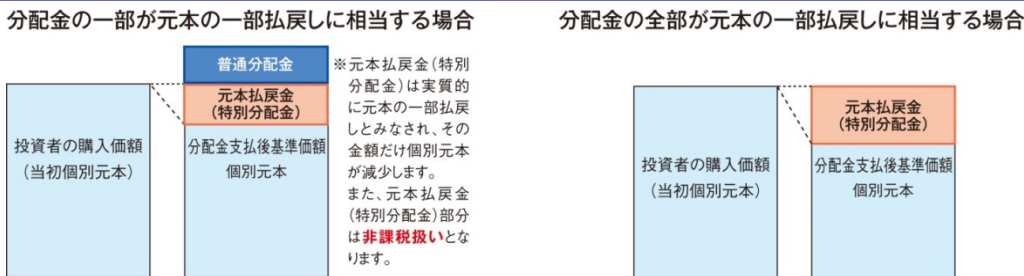 分配金の一部が元本の一部払戻しに相当する場合
普通分配金
元本払戻金
（特別分配金）
投資者の購入価額
（当初個別元本）
分配金支払後基準価額
個別元本
※元本払戻金（特別
分配金）は実質的
に元本の一部払戻
しとみなされ、その
金額だけ個別元本
が減少します。
また、元本払戻金
（特別分配金）部分
は非課税扱いとな
ります。
分配金の全部が元本の一部払戻しに相当する場合
元本払戻金
（特別分配金）
投資者の購入価額
（当初個別元本）
分配金支払後基準価額
個別元本